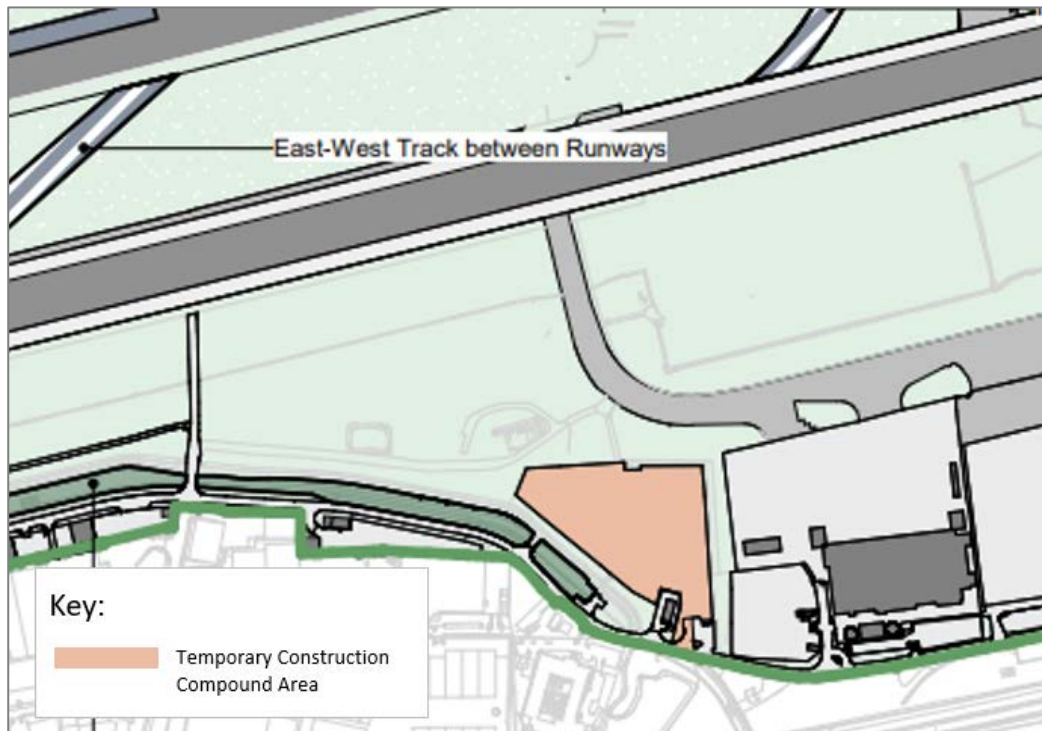 East-West Track between Runways
Key:
Temporary Construction
Compound Area